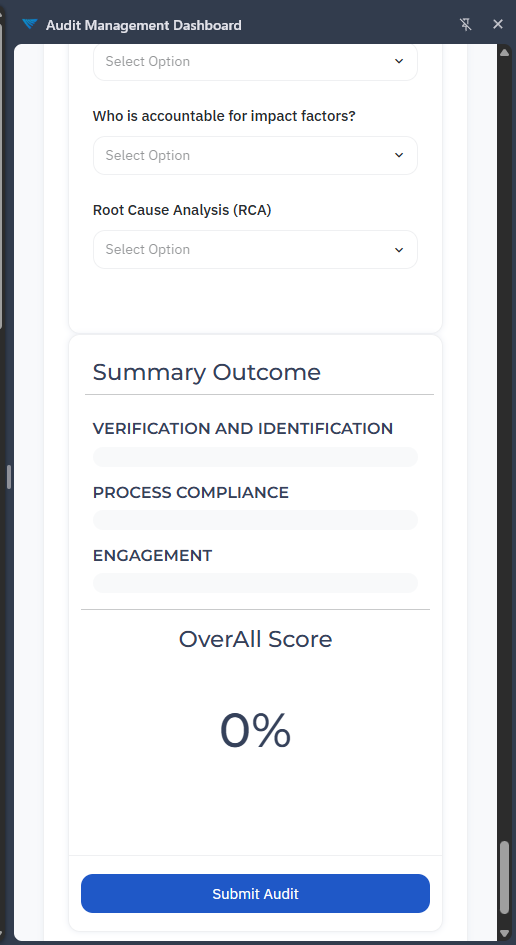 Audit Management Dashboard
Select Option
Who is accountable for impact factors?
Select Option
Root Cause Analysis (RCA)
Select Option
Summary Outcome
VERIFICATION AND IDENTIFICATION
PROCESS COMPLIANCE
ENGAGEMENT
OverAll Score
0%
Submit Audit